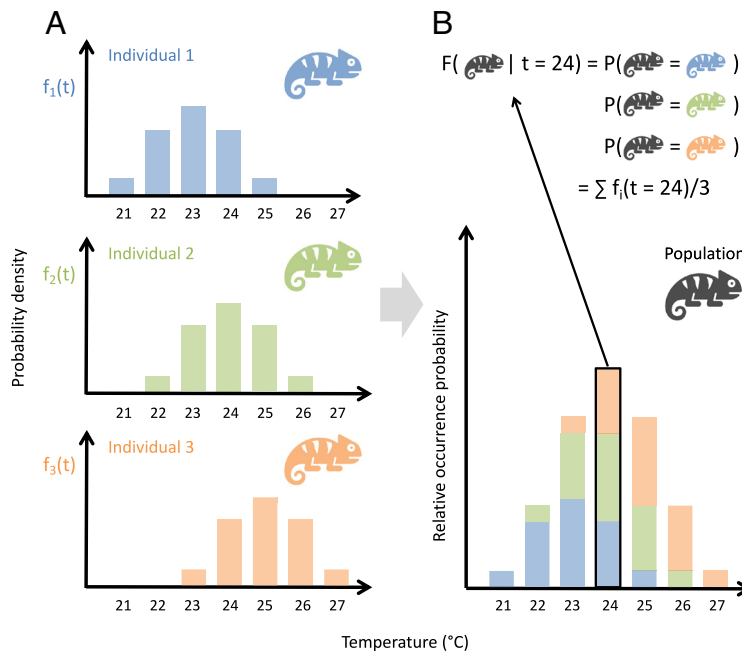 A
Individual 1
f₁(t)
21 22 23 24 25 26 27
Individual 2
f₂(t)
21 22 23 24 25 26 27
Individual 3
f₃(t)
21 22 23 24 25 26 27
Probability density
B
F( | t = 24) = P( = )
P( = )
P( = )
= ∑ fᵢ(t = 24)/3
Population
Relative occurrence probability
21 22 23 24 25 26 27
Temperature (°C)